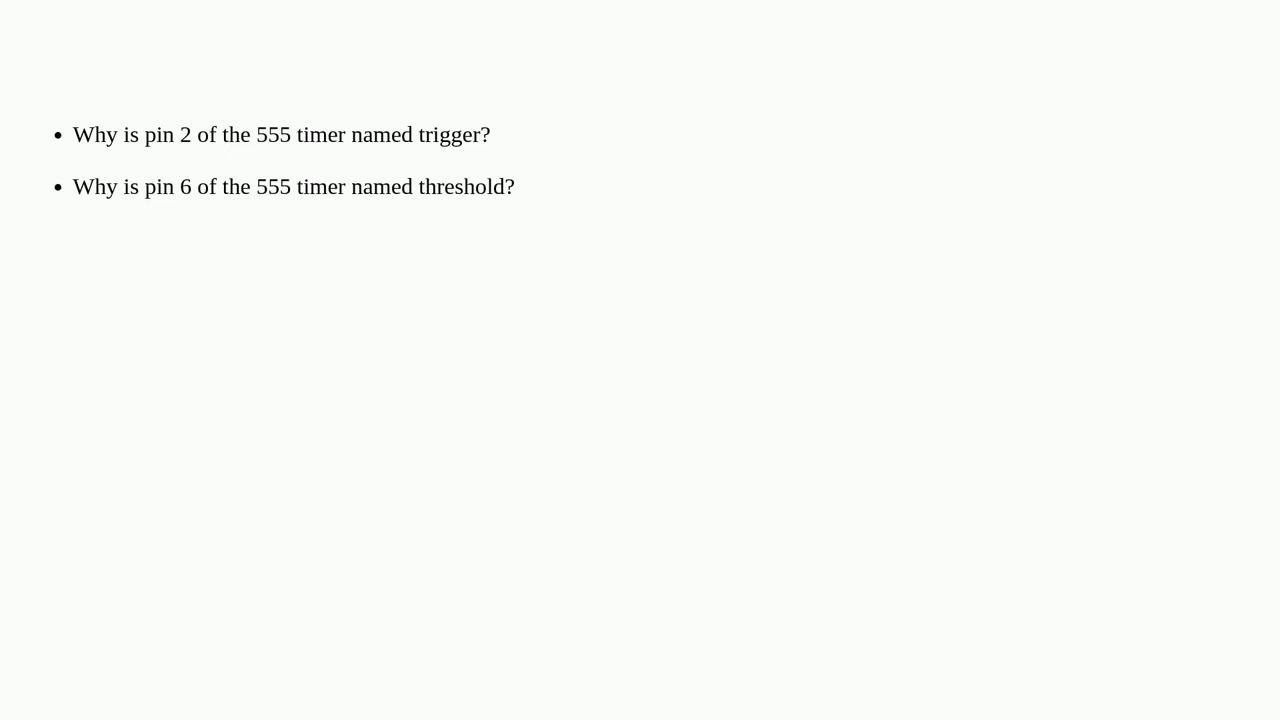 • Why is pin 2 of the 555 timer named trigger?
• Why is pin 6 of the 555 timer named threshold?